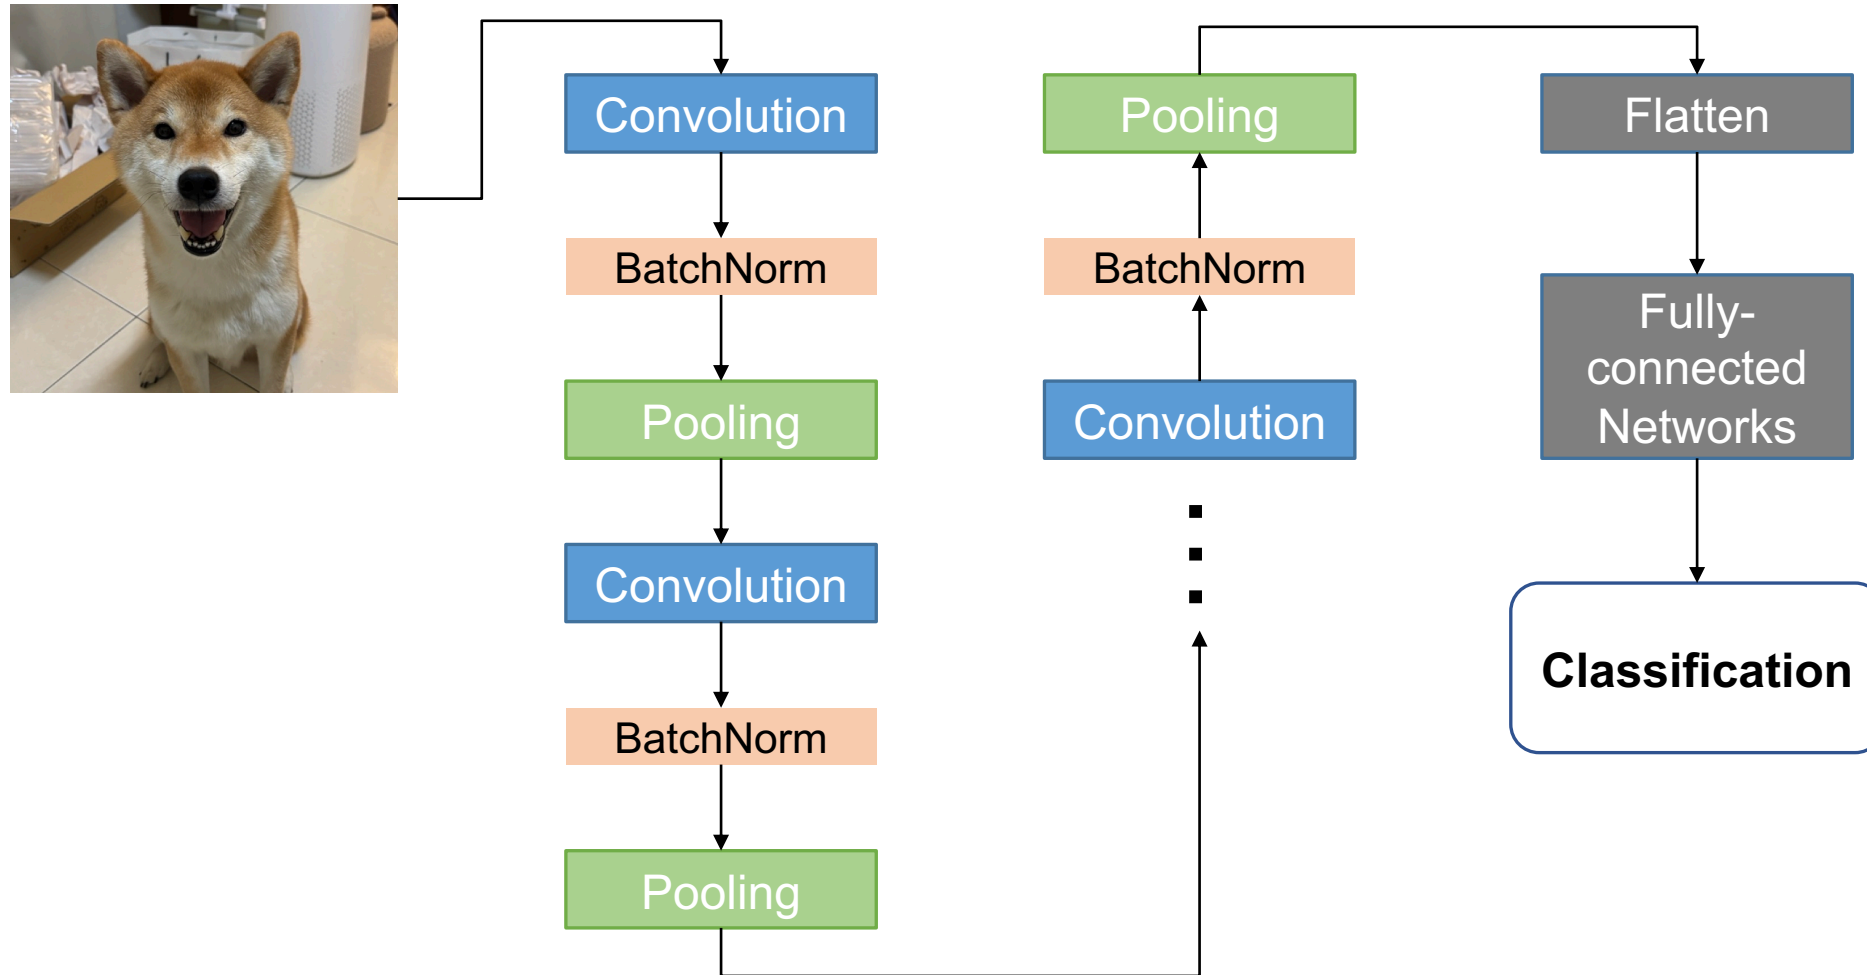 Convolution
BatchNorm
Pooling
Convolution
BatchNorm
Pooling
Convolution
BatchNorm
Pooling
Flatten
Fully-
connected
Networks
Classification